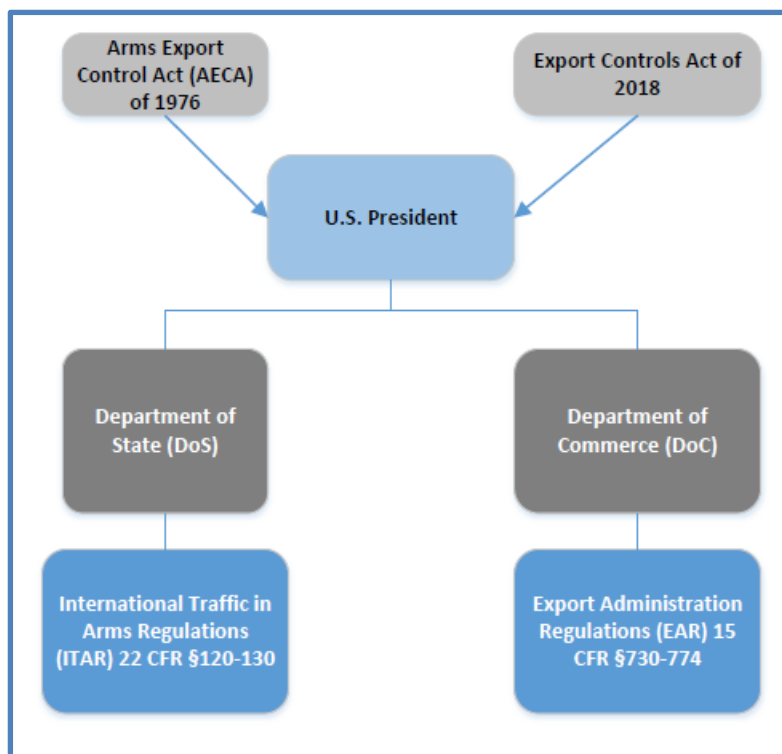 Arms Export
Control Act (AECA)
of 1976
Export Controls Act of
2018
U.S. President
Department of
State (DoS)
Department of
Commerce (DoC)
International Traffic in
Arms Regulations
(ITAR) 22 CFR §120-130
Export Administration
Regulations (EAR) 15
CFR §730-774